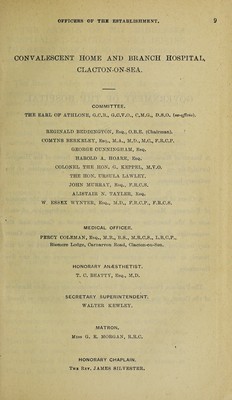 OFFICERS OF THE ESTABLISHMENT. 9
CONVALESCENT HOME AND BRANCH HOSPITAL,
CLACTON-ON-SEA.
COMMITTEE.
THE EARL OF ATHLONE, G.C.B., G.C.V.O., C.M.G., D.S.O. (ex-officio).
REGINALD BEDDINGTON, Esq., O.B.E. (Chairman).
COMYNS BERKELEY, Esq., M.A., M.D., M.C., F.R.C.P.
GEORGE CUNNINGHAM, Esq.
HAROLD A. HOARE, Esq.
COLONEL THE HON. G. KEPPEL, M.V.O.
THE HON. URSULA LAWLEY.
JOHN MURRAY, Esq., F.R.C.S.
ALISTAIR N. TAYLER, Esq.
W. ESSEX WYNTER, Esq., M.D., F.R.C.P., F.R.C.S.
MEDICAL OFFICER.
PERCY COLEMAN, Esq., M.B., B.S., M.R.C.S., L.R.C.P.,
Lodge, Carnarvon Road, Clacton-on-Sea.
HONORARY ANÆSTHETIST.
T. C. BEATTY, Esq., M.D.
SECRETARY SUPERINTENDENT.
WALTER KEWLEY.
MATRON.
Miss G. E. MORGAN, R.R.C.
HONORARY CHAPLAIN.
THE REV. JAMES SILVESTER.